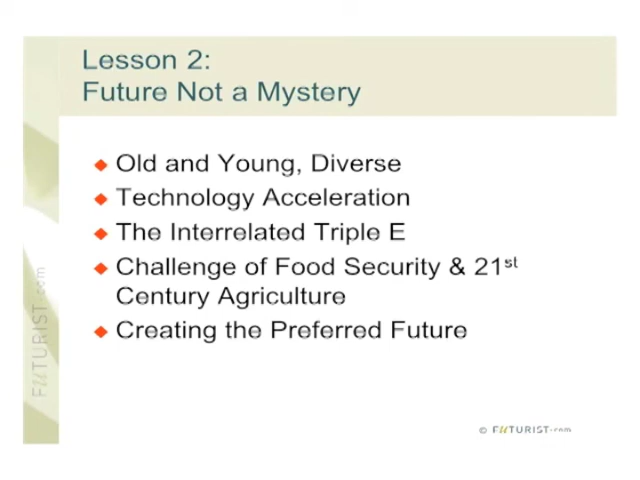 Lesson 2:
Future Not a Mystery
Old and Young, Diverse
Technology Acceleration
The Interrelated Triple E
Challenge of Food Security & 21st
Century Agriculture
Creating the Preferred Future
FUTURIST.com
© FUTURIST.com